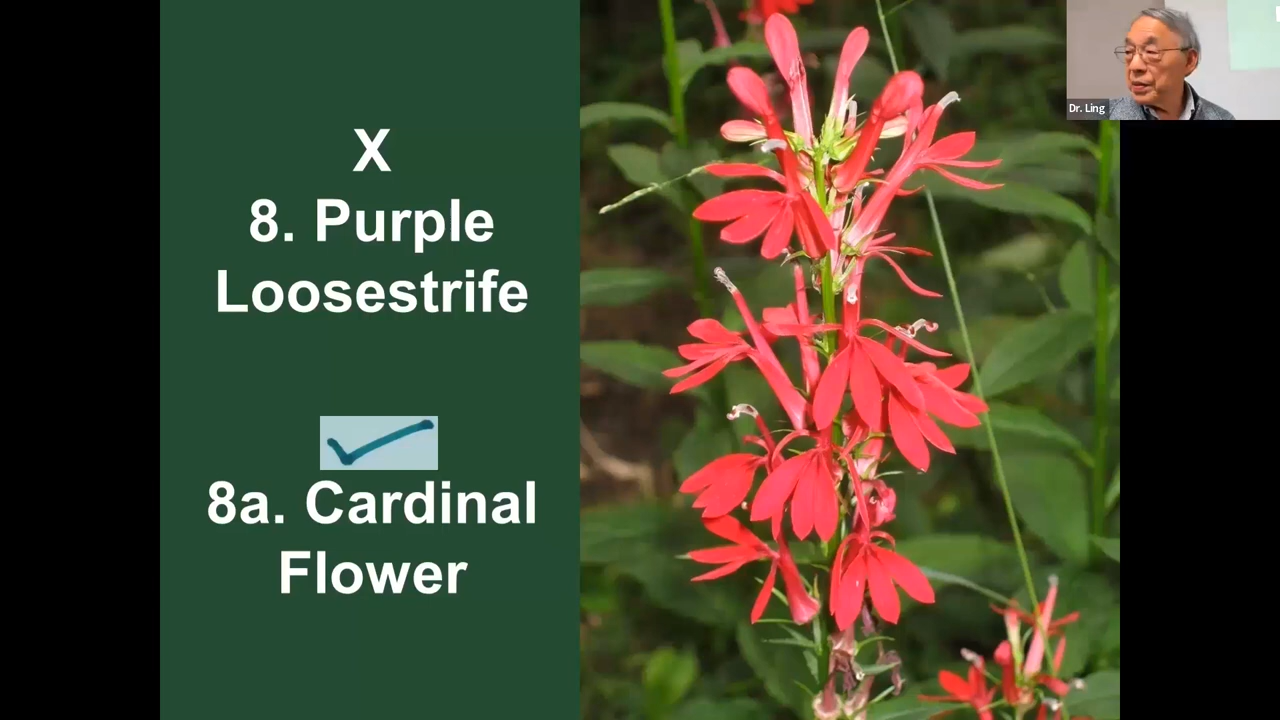 X
8. Purple
Loosestrife
8a. Cardinal
Flower
Dr. Ling